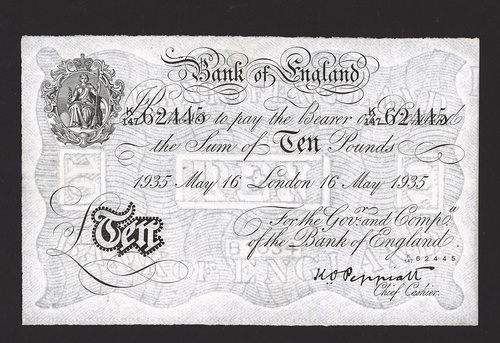 Bank of England
K/147 62445 K/147 62445
Promise to pay the Bearer on Demand
the Sum of Ten Pounds
1935 May 16 London 16 May 1935
For the Govr. and Compa.
of the Bank of England.
Ten
K/147 62445
K.O. Peppiatt
Chief Cashier.